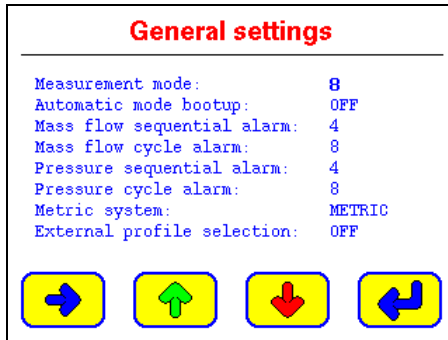 General settings
Measurement mode: 8
Automatic mode bootup: OFF
Mass flow sequential alarm: 4
Mass flow cycle alarm: 8
Pressure sequential alarm: 4
Pressure cycle alarm: 8
Metric system: METRIC
External profile selection: OFF